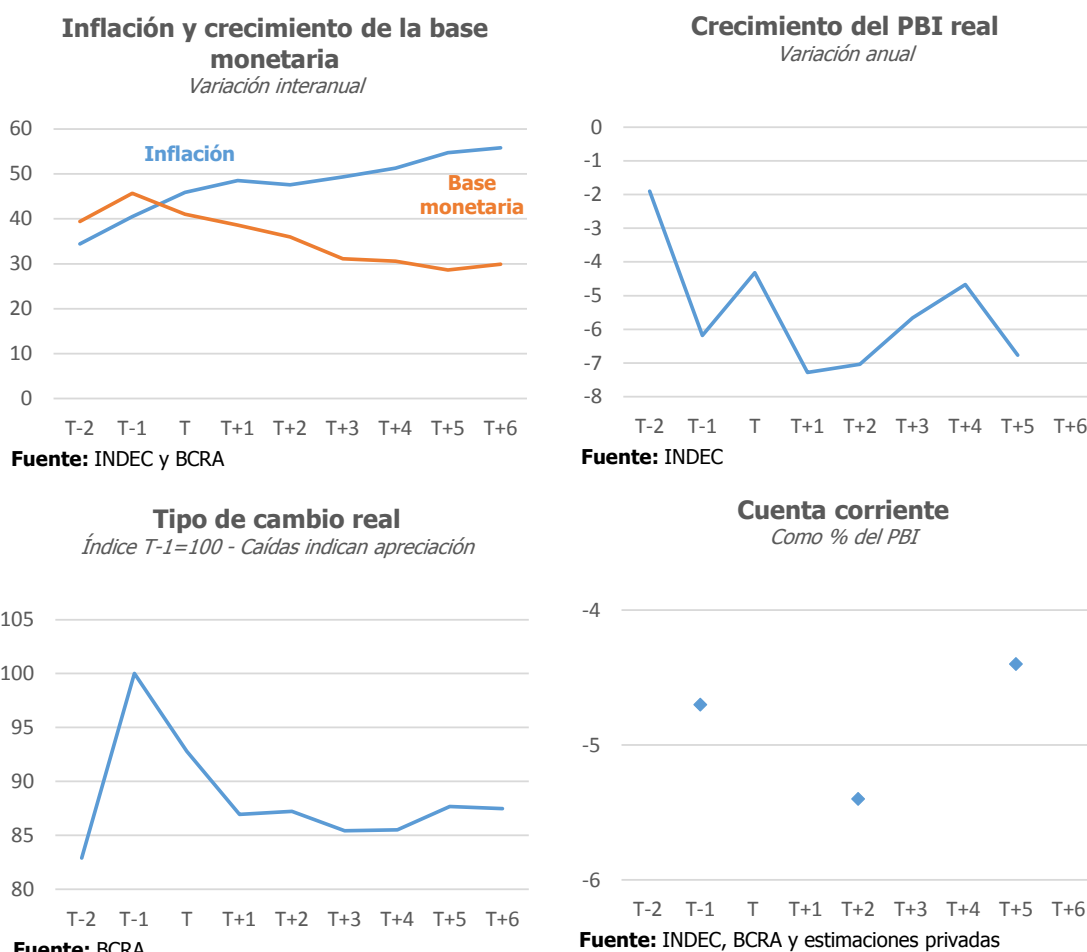 Inflación y crecimiento de la base
monetaria
Variación interanual
60
50
40
30
20
10
0
Inflación
Base
monetaria
T-2 T-1 T T+1 T+2 T+3 T+4 T+5 T+6
Fuente: INDEC y BCRA
Crecimiento del PBI real
Variación anual
0
-1
-2
-3
-4
-5
-6
-7
-8
T-2 T-1 T T+1 T+2 T+3 T+4 T+5 T+6
Fuente: INDEC
Tipo de cambio real
Índice T-1=100 - Caídas indican apreciación
105
100
95
90
85
80
T-2 T-1 T T+1 T+2 T+3 T+4 T+5 T+6
Fuente: BCRA
Cuenta corriente
Como % del PBI
-4
-5
-6
T-2 T-1 T T+1 T+2 T+3 T+4 T+5 T+6
Fuente: INDEC, BCRA y estimaciones privadas